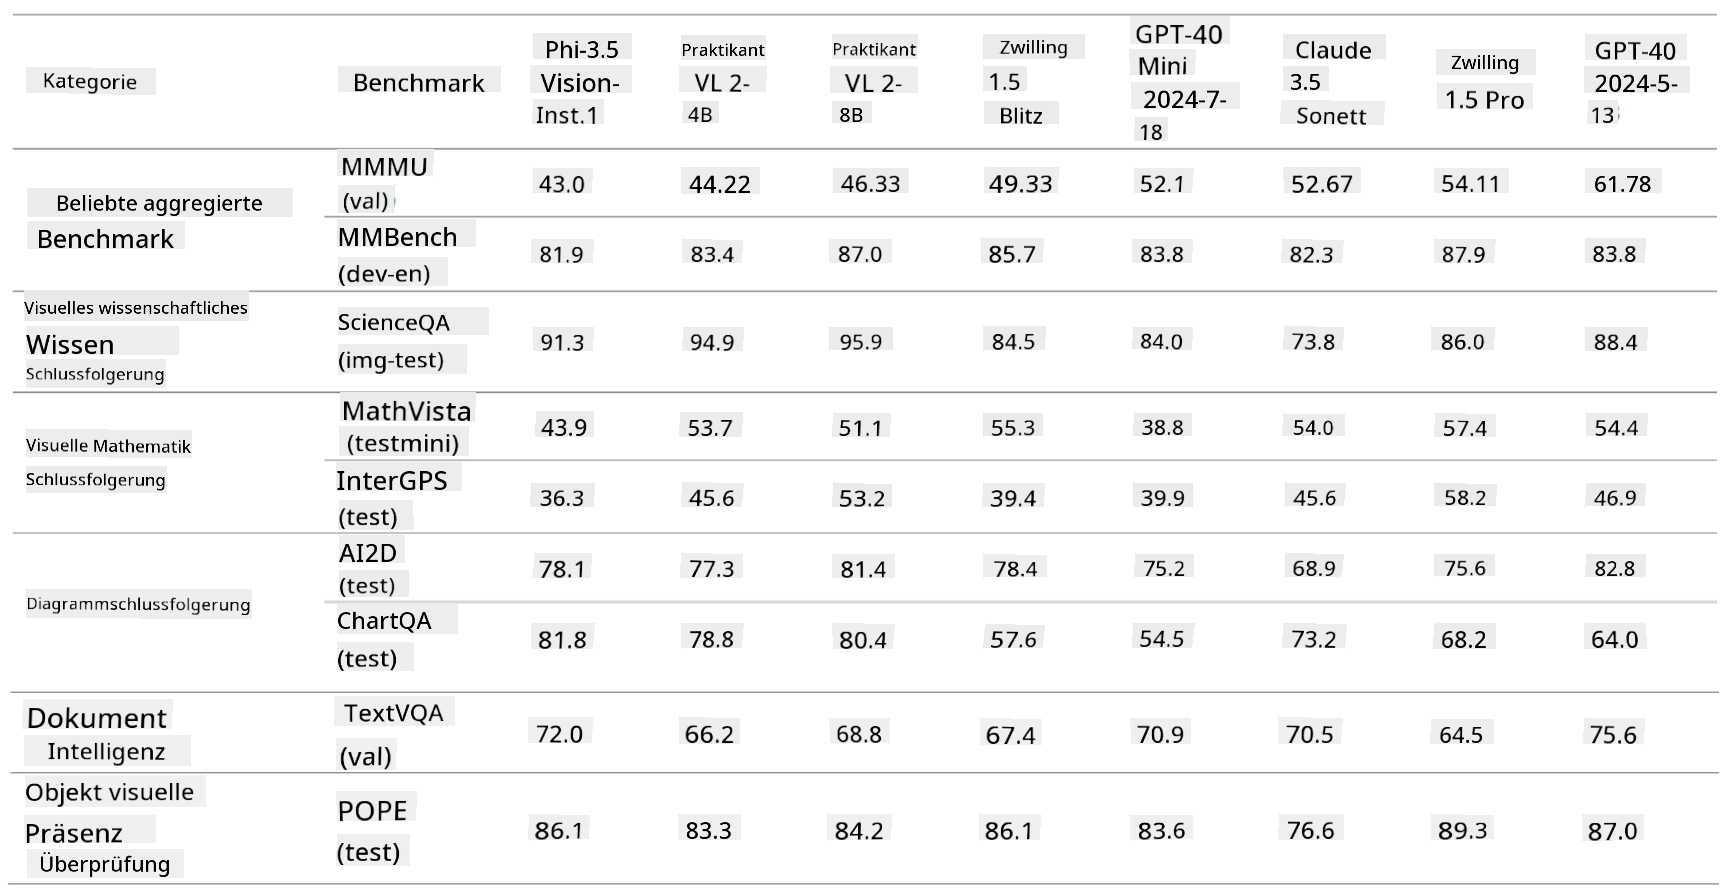 Kategorie Benchmark Phi-3.5 Vision- Inst.1 Praktikant VL 2- 4B Praktikant VL 2- 8B Zwilling 1.5 Blitz GPT-40 Mini 2024-7- 18 Claude 3.5 Sonett Zwilling 1.5 Pro GPT-40 2024-5- 13
Beliebte aggregierte Benchmark
MMMU (val) 43.0 44.22 46.33 49.33 52.1 52.67 54.11 61.78
MMBench (dev-en) 81.9 83.4 87.0 85.7 83.8 82.3 87.9 83.8
Visuelles wissenschaftliches Wissen Schlussfolgerung
ScienceQA (img-test) 91.3 94.9 95.9 84.5 84.0 73.8 86.0 88.4
Visuelle Mathematik Schlussfolgerung
MathVista (testmini) 43.9 53.7 51.1 55.3 38.8 54.0 57.4 54.4
InterGPS (test) 36.3 45.6 53.2 39.4 39.9 45.6 58.2 46.9
Diagrammschlussfolgerung
AI2D (test) 78.1 77.3 81.4 78.4 75.2 68.9 75.6 82.8
ChartQA (test) 81.8 78.8 80.4 57.6 54.5 73.2 68.2 64.0
Dokument Intelligenz
TextVQA (val) 72.0 66.2 68.8 67.4 70.9 70.5 64.5 75.6
Objekt visuelle Präsenz Überprüfung
POPE (test) 86.1 83.3 84.2 86.1 83.6 76.6 89.3 87.0